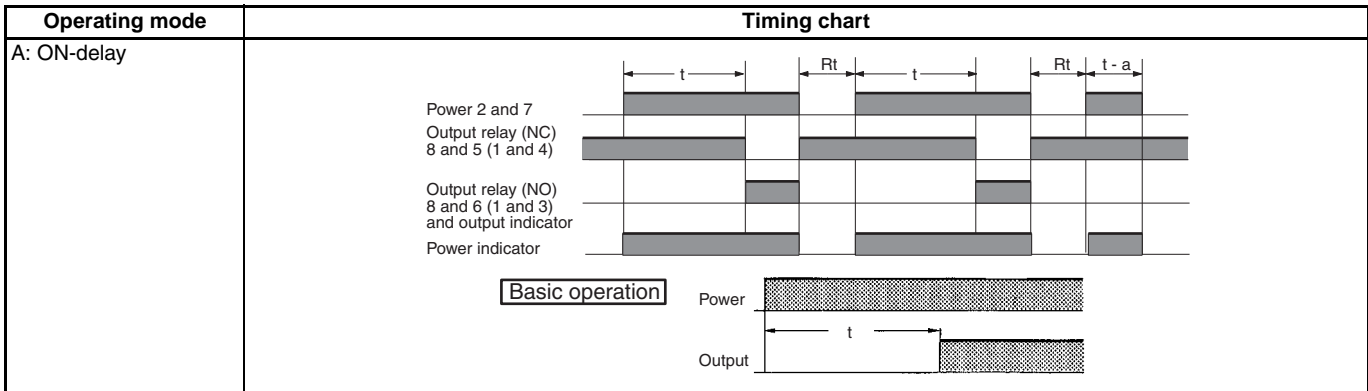 Operating mode
Timing chart
A: ON-delay
t
Rt
t
Rt
t - a
Power 2 and 7
Output relay (NC)
8 and 5 (1 and 4)
Output relay (NO)
8 and 6 (1 and 3)
and output indicator
Power indicator
Basic operation
Power
t
Output